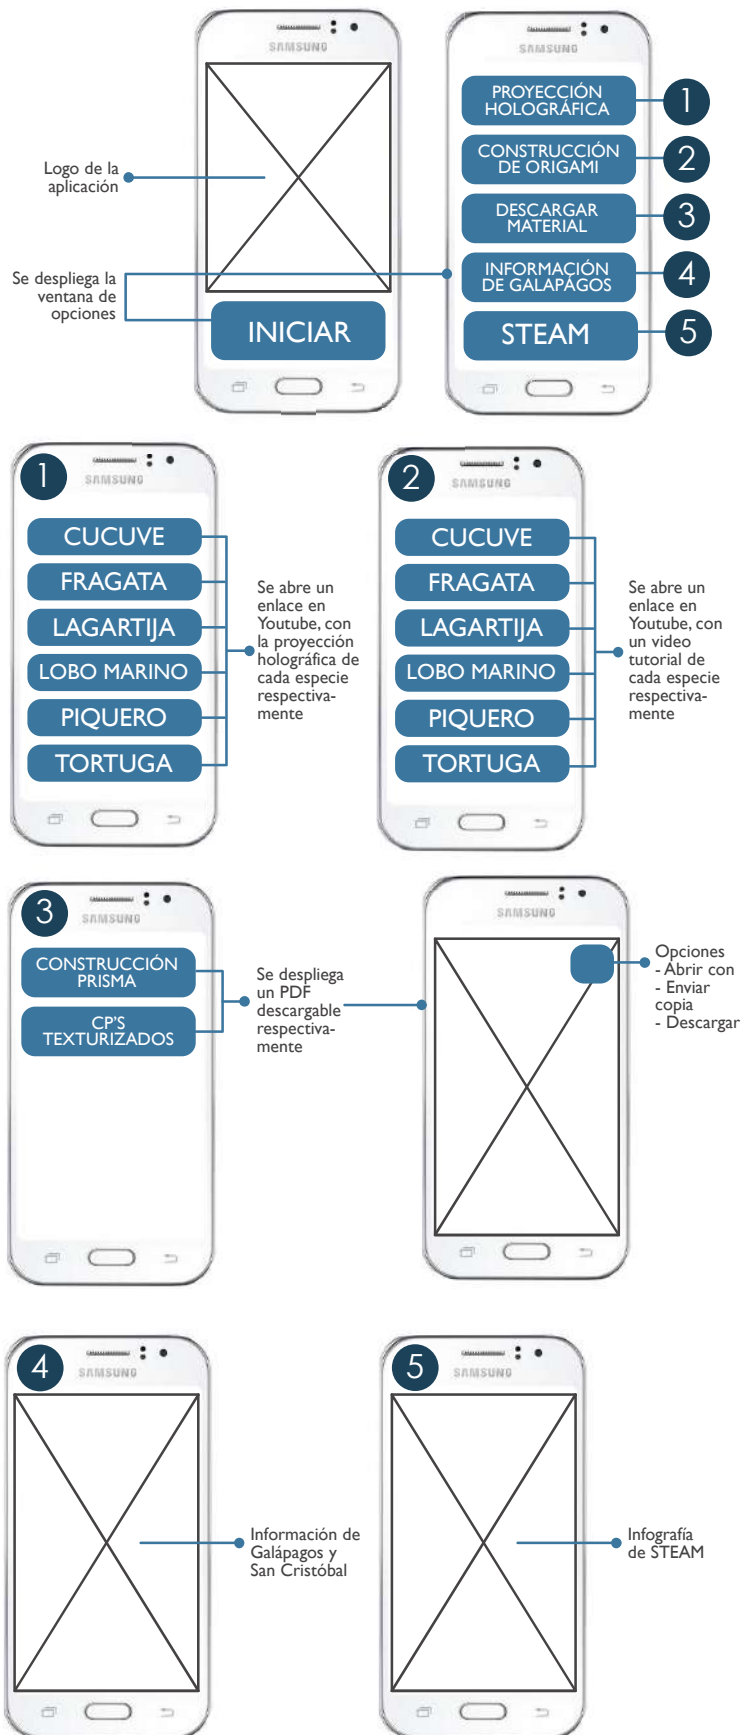 SAMSUNG
Logo de la
aplicación
Se despliega la
ventana de
opciones
INICIAR
SAMSUNG
PROYECCIÓN
HOLOGRÁFICA
1
CONSTRUCCIÓN
DE ORIGAMI
2
DESCARGAR
MATERIAL
3
INFORMACIÓN
DE GALAPÁGOS
4
STEAM
5
1
SAMSUNG
CUCUVE
FRAGATA
LAGARTIJA
LOBO MARINO
PIQUERO
TORTUGA
Se abre un
enlace en
Youtube, con
la proyección
holográfica de
cada especie
respectiva-
mente
2
SAMSUNG
CUCUVE
FRAGATA
LAGARTIJA
LOBO MARINO
PIQUERO
TORTUGA
Se abre un
enlace en
Youtube, con
un video
tutorial de
cada especie
respectiva-
mente
3
SAMSUNG
CONSTRUCCIÓN
PRISMA
CP'S
TEXTURIZADOS
Se despliega
un PDF
descargable
respectiva-
mente
SAMSUNG
Opciones
- Abrir con
- Enviar
copia
- Descargar
4
SAMSUNG
Información de
Galápagos y
San Cristóbal
5
SAMSUNG
Infografía
de STEAM